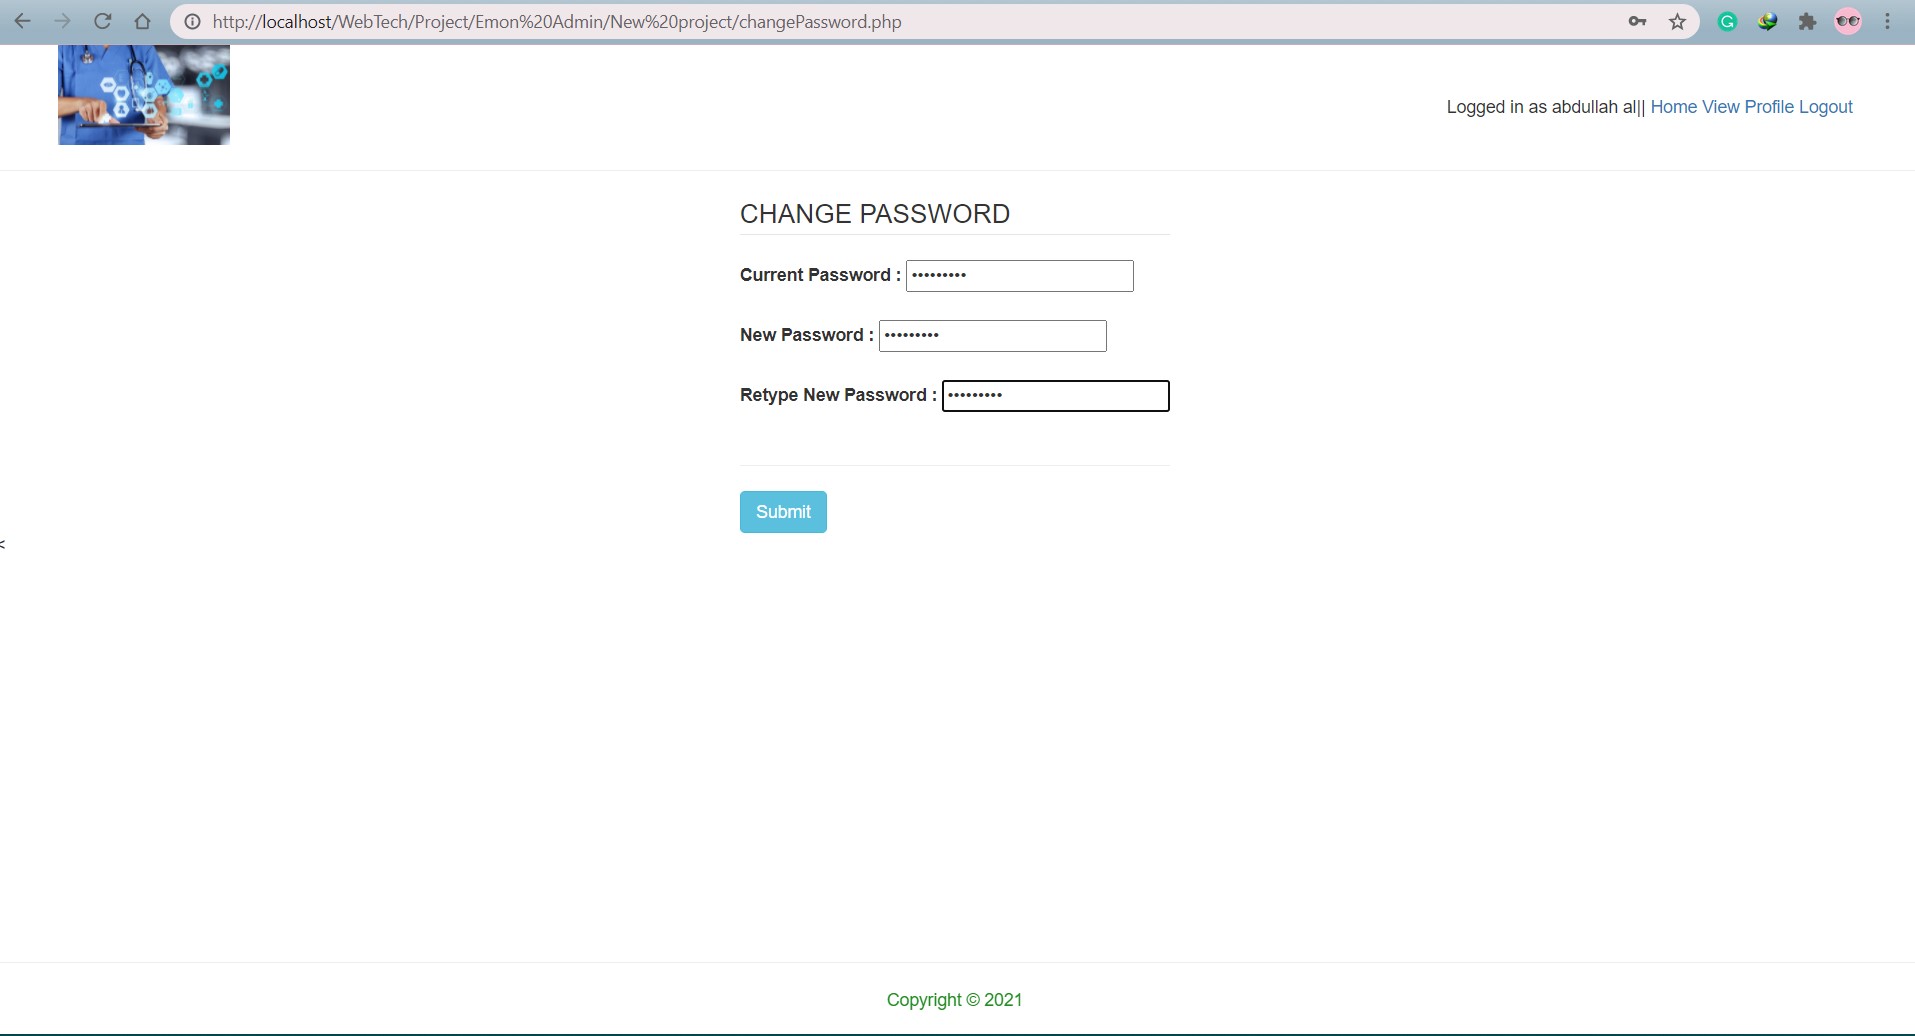 http://localhost/WebTech/Project/Emon%20Admin/New%20project/changePassword.php
Logged in as abdullah al|| Home View Profile Logout
CHANGE PASSWORD
Current Password : •••••••••
New Password : •••••••••
Retype New Password : •••••••••
Submit
<
Copyright © 2021